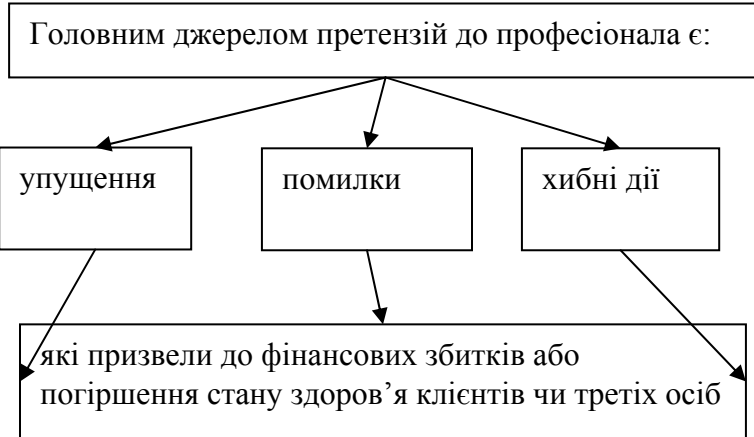 Головним джерелом претензій до професіонала є:
упущення
помилки
хибні дії
які призвели до фінансових збитків або
погіршення стану здоров’я клієнтів чи третіх осіб